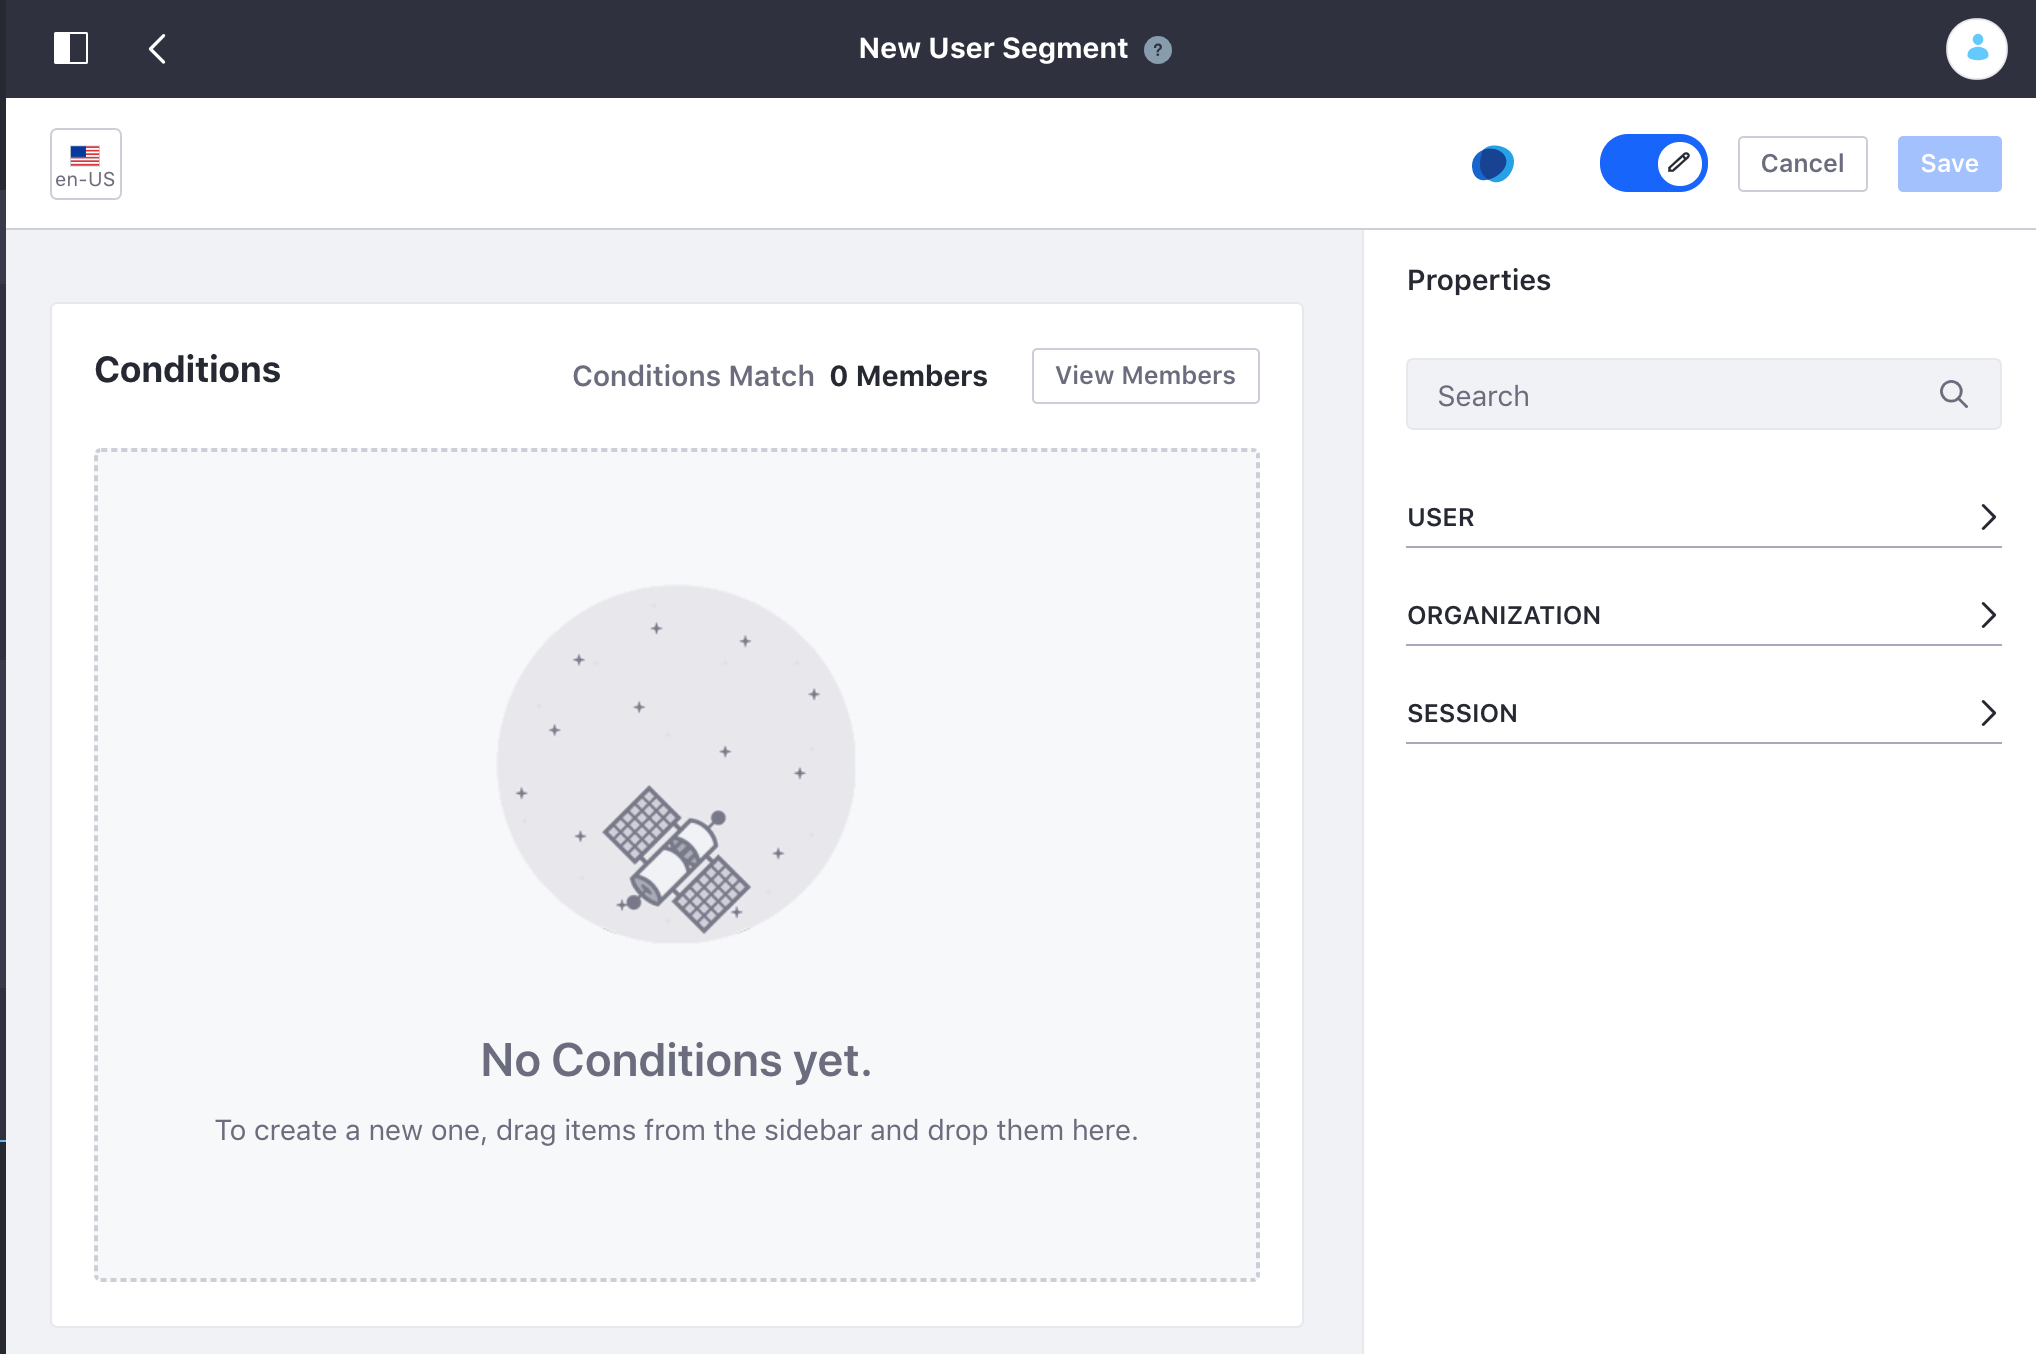 New User Segment ?
en-US
Cancel
Save
Conditions
Conditions Match 0 Members
View Members
No Conditions yet.
To create a new one, drag items from the sidebar and drop them here.
Properties
Search
USER
ORGANIZATION
SESSION